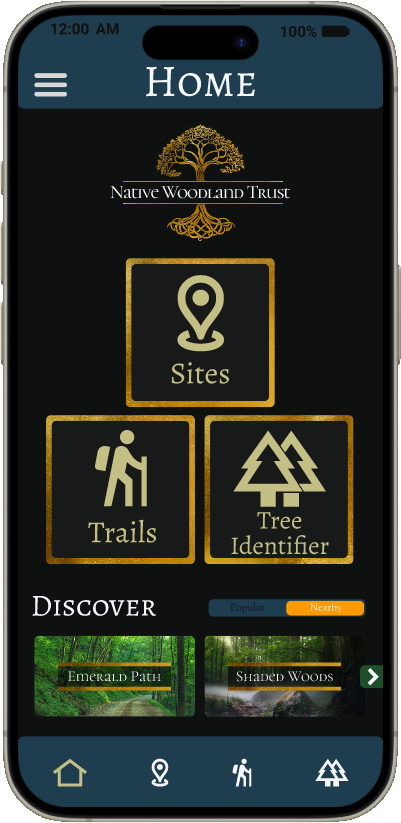 12:00 AM
100%
Home
Native Woodland Trust
Sites
Trails
Tree
Identifier
Discover
Popular
Nearby
Emerald Path
Shaded Woods